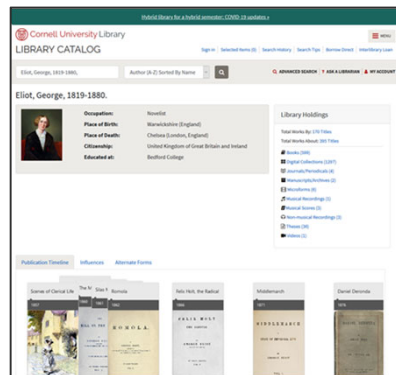 Hybrid library for a hybrid semester: COVID-19 updates »
Cornell University Library
MENU
LIBRARY CATALOG
Sign in Selected Items (0) Search History Search Tips Borrow Direct Interlibrary Loan
Eliot, George, 1819-1880, Author (A-Z) Sorted By Name
ADVANCED SEARCH ? ASK A LIBRARIAN MY ACCOUNT
Eliot, George, 1819-1880.
Occupation: Novelist
Place of Birth: Warwickshire (England)
Place of Death: Chelsea (London, England)
Citizenship: United Kingdom of Great Britain and Ireland
Educated at: Bedford College
Library Holdings
Total Works By:
Total Works About:
Books
Digital Collections
Journals/Periodicals
Manuscripts/Archives
Microforms
Musical Recordings
Musical Scores
Non-musical Recordings
Theses
Videos
Publication Timeline Influences Alternate Forms
Scenes of Clerical Life The M Silas M Romola Felix Holt, the Radical Middlemarch Daniel Deronda
ROMOLA.
FELIX HOLT
THE RADICAL
MIDDLEMARCH